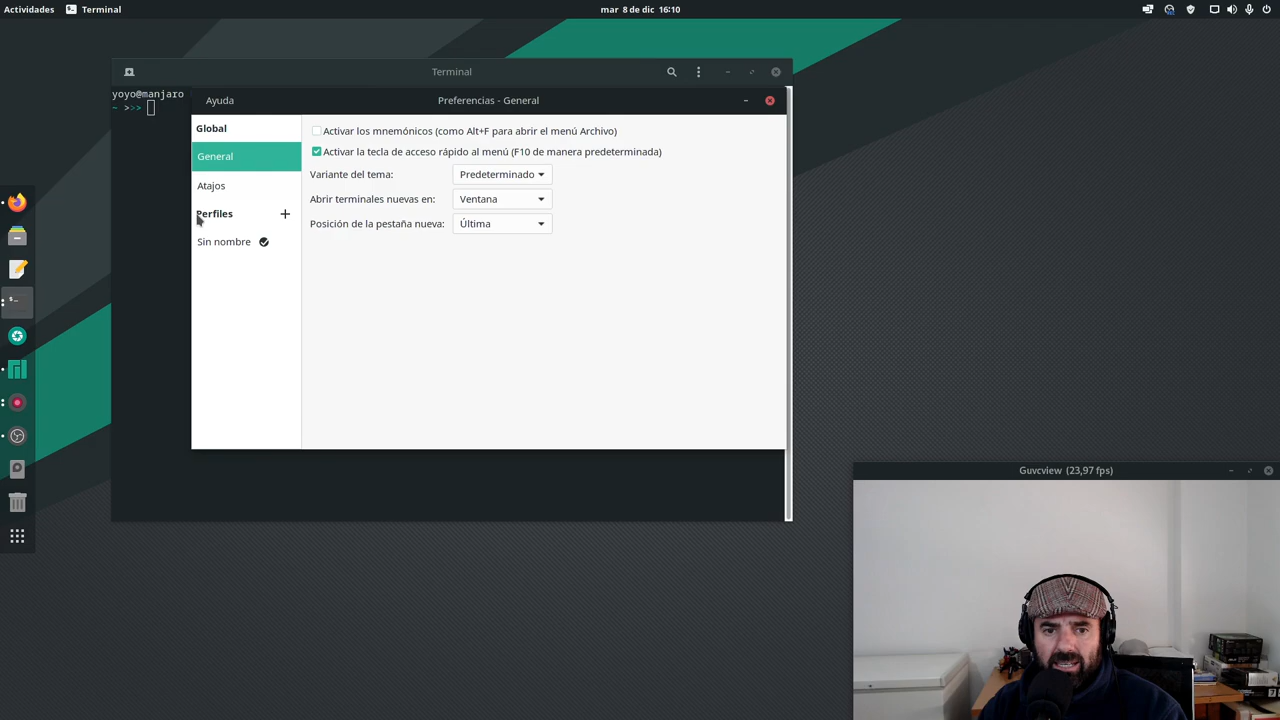 Actividades
Terminal
mar 8 de dic 16:10
Terminal
yoyo@manjaro
~ >>>
Ayuda
Preferencias - General
Global
General
Atajos
Perfiles
Sin nombre
Activar los mnemónicos (como Alt+F para abrir el menú Archivo)
Activar la tecla de acceso rápido al menú (F10 de manera predeterminada)
Variante del tema:
Predeterminado
Abrir terminales nuevas en:
Ventana
Posición de la pestaña nueva:
Última
Guvcview (23,97 fps)